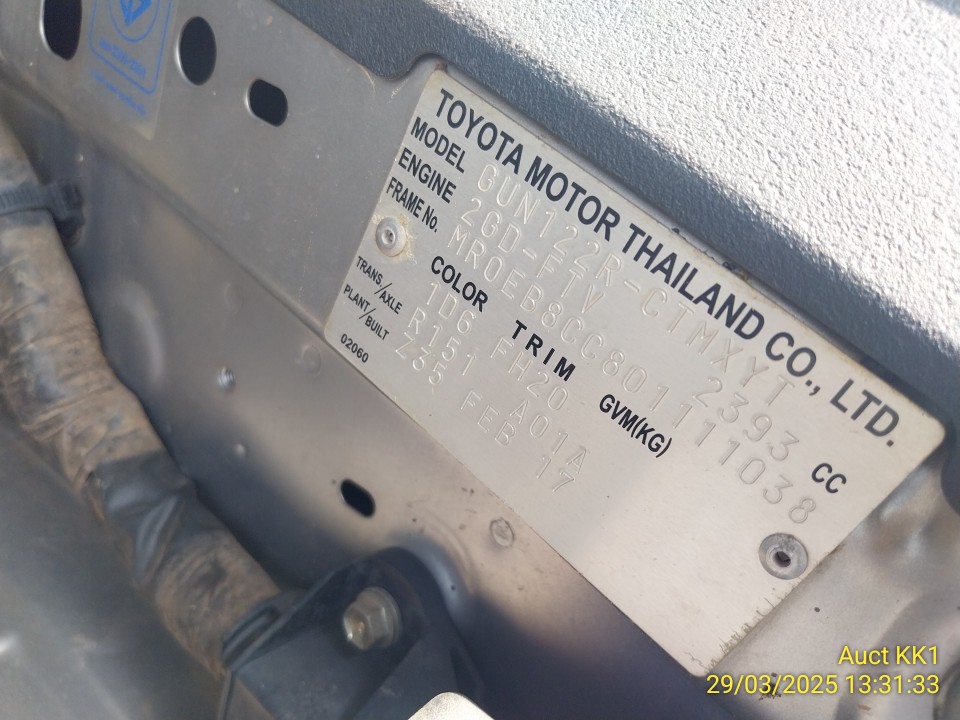 TOYOTA MOTOR THAILAND CO., LTD.
MODEL GUN122R-CTMXYT
ENGINE 2GD-FTV 2393 CC
FRAME No. MR0EB8CC801111038
COLOR TRIM GVM(KG)
1D6 FH20
TRANS/AXLE R151 A01A
PLANT/BUILT Z35 FEB 17
02060
Auct KK1
29/03/2025 13:31:33